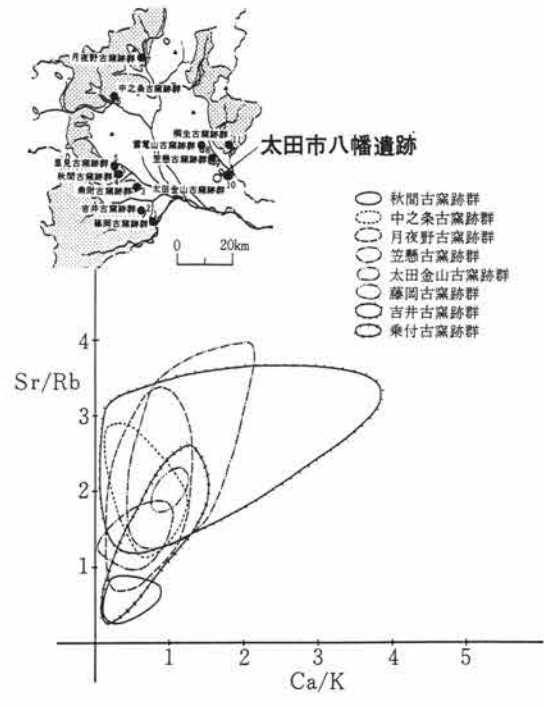 月夜野古窯跡群
中之条古窯跡群
桐生古窯跡群
雷電山古窯跡群
笠懸古窯跡群
太田市八幡遺跡
里見古窯跡群
秋間古窯跡群
乗附古窯跡群
太田金山古窯跡群
吉井古窯跡群
藤岡古窯跡群
10
3
2
0 20km
秋間古窯跡群
中之条古窯跡群
月夜野古窯跡群
笠懸古窯跡群
太田金山古窯跡群
藤岡古窯跡群
吉井古窯跡群
乗付古窯跡群
Sr/Rb
4
3
2
1
1 2 3 4 5
Ca/K